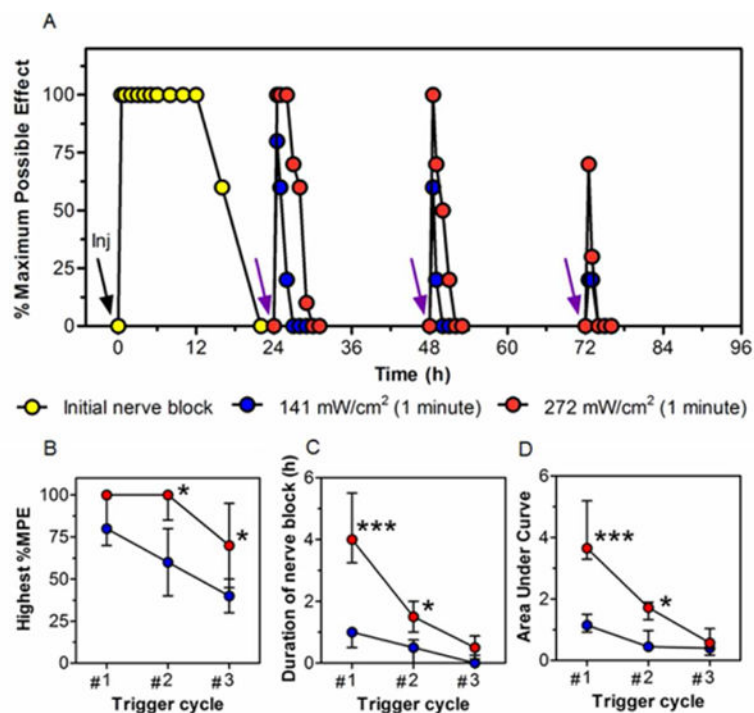 A
% Maximum Possible Effect
100
75
50
25
0
Inj
0 12 24 36 48 60 72 84 96
Time (h)
Initial nerve block 141 mW/cm² (1 minute) 272 mW/cm² (1 minute)
B
Highest %MPE
100
75
50
25
0
*
*
#1 #2 #3
Trigger cycle
C
Duration of nerve block (h)
6
4
2
0
***
*
#1 #2 #3
Trigger cycle
D
Area Under Curve
6
4
2
0
***
*
#1 #2 #3
Trigger cycle